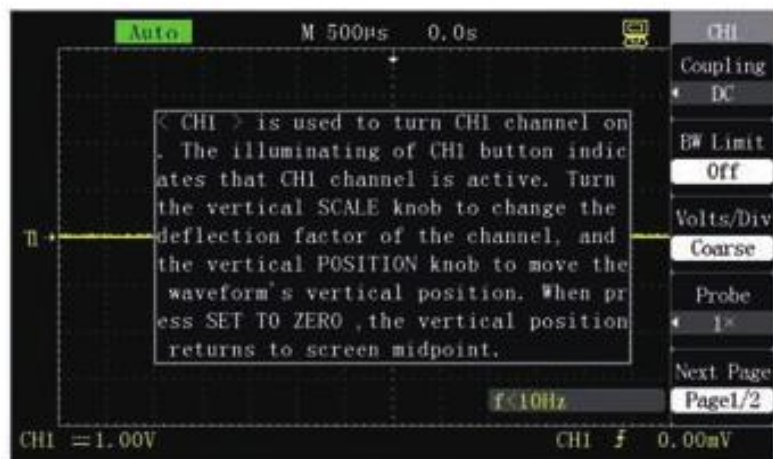 Auto M 500µs 0.0s CH1
Coupling
DC
BW Limit
Off
Volts/Div
Coarse
Probe
1×
Next Page
Page1/2
< CH1 > is used to turn CH1 channel on
. The illuminating of CH1 button indic
ates that CH1 channel is active. Turn
the vertical SCALE knob to change the
deflection factor of the channel, and
the vertical POSITION knob to move the
waveform's vertical position. When pr
ess SET TO ZERO ,the vertical position
returns to screen midpoint.
f<10Hz
CH1 1.00V CH1 0.00mV